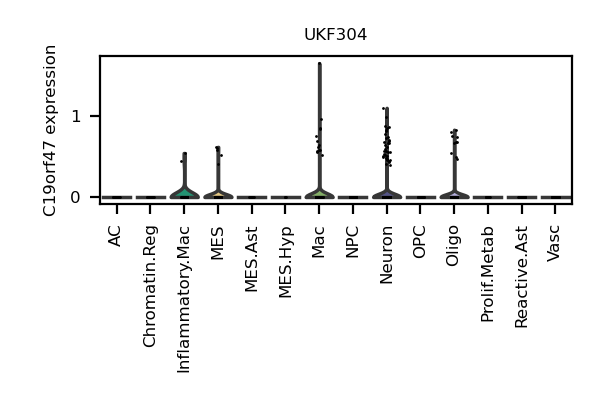 UKF304
C19orf47 expression
1
0
AC
Chromatin.Reg
Inflammatory.Mac
MES
MES.Ast
MES.Hyp
Mac
NPC
Neuron
OPC
Oligo
Prolif.Metab
Reactive.Ast
Vasc